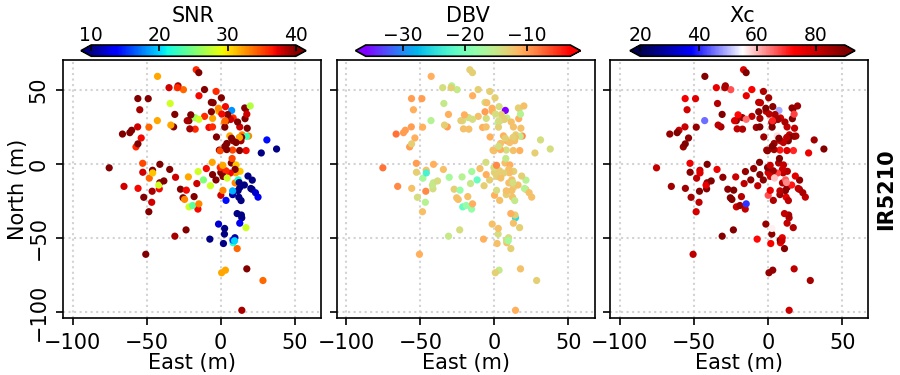 SNR DBV Xc
10 20 30 40 −30 −20 −10 20 40 60 80
50
0
−50
−100
North (m)
−100 −50 0 50 −100 −50 0 50 −100 −50 0 50
East (m) East (m) East (m)
IR5210